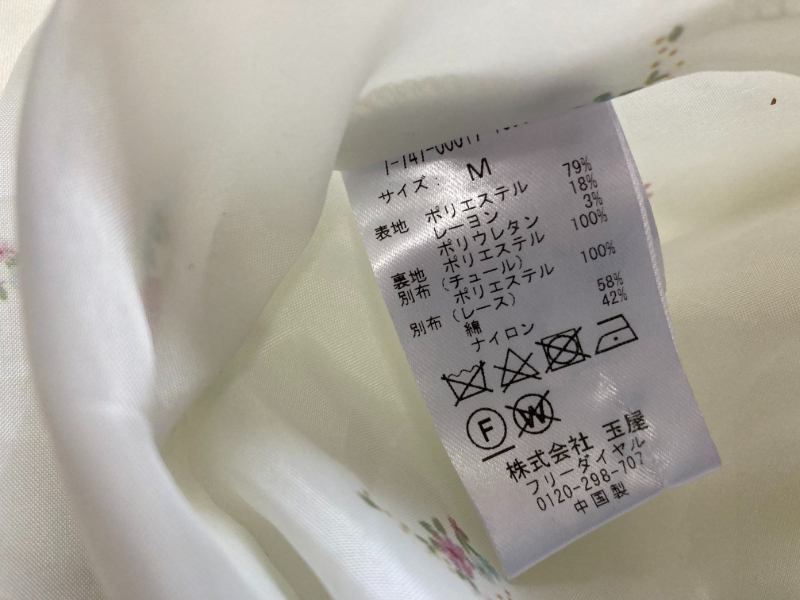 サイズ: M
表地 ポリエステル 79%
レーヨン 18%
ポリウレタン 3%
裏地 ポリエステル 100%
別布 (チュール)
ポリエステル 100%
別布 (レース)
綿 58%
ナイロン 42%
F W
株式会社 玉屋
フリーダイヤル
0120-298-707
中国製